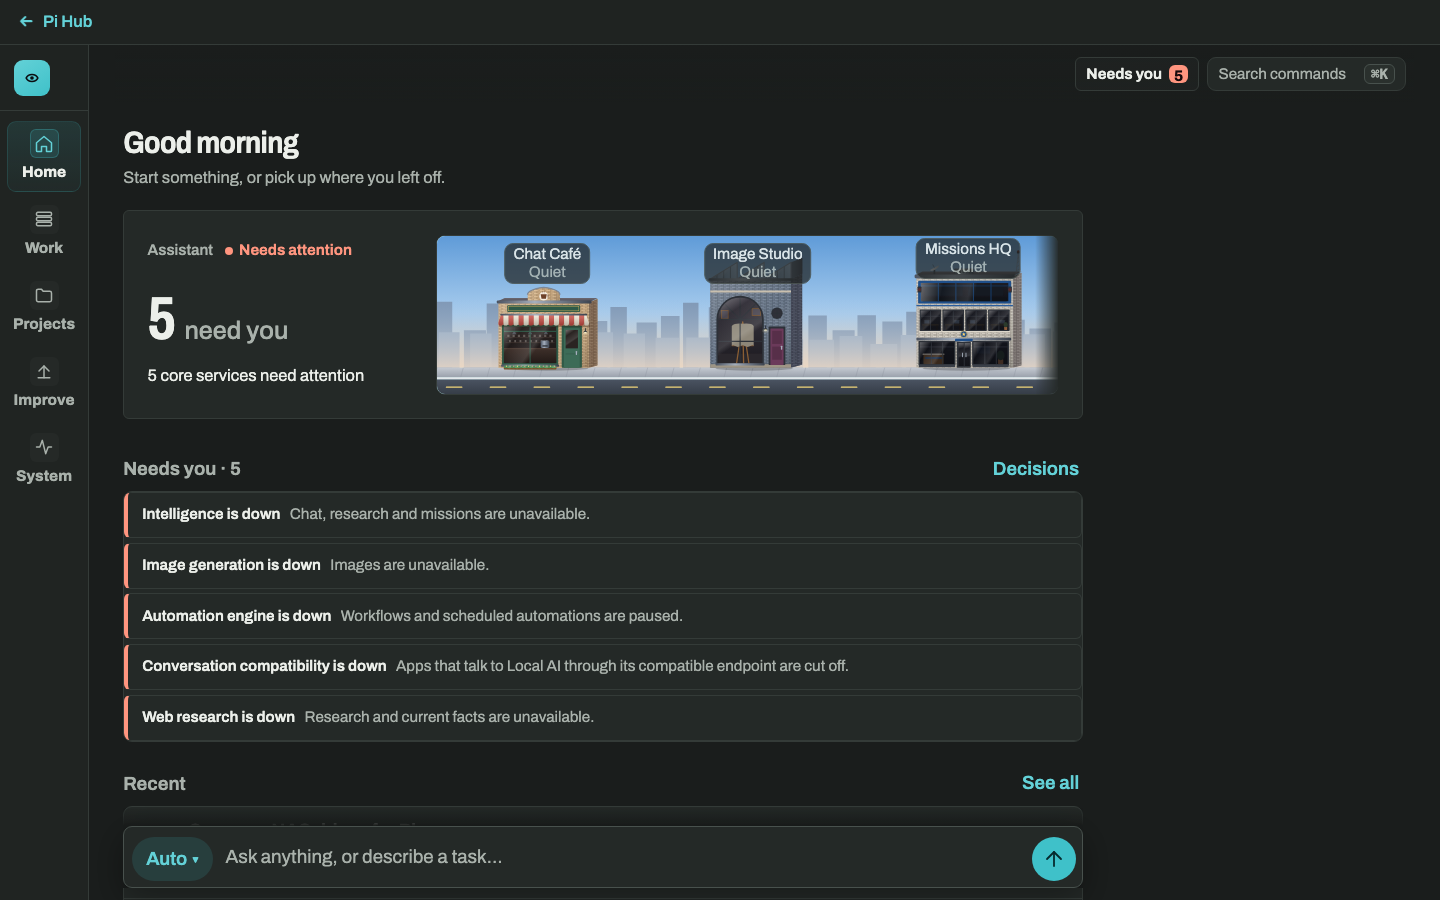 ← Pi Hub
Needs you 5
Search commands ⌘K
Home
Work
Projects
Improve
System
Good morning
Start something, or pick up where you left off.
Assistant Needs attention
5 need you
5 core services need attention
Chat Café
Quiet
Image Studio
Quiet
Missions HQ
Quiet
Needs you · 5 Decisions
Intelligence is down Chat, research and missions are unavailable.
Image generation is down Images are unavailable.
Automation engine is down Workflows and scheduled automations are paused.
Conversation compatibility is down Apps that talk to Local AI through its compatible endpoint are cut off.
Web research is down Research and current facts are unavailable.
Recent See all
Auto ▾ Ask anything, or describe a task...